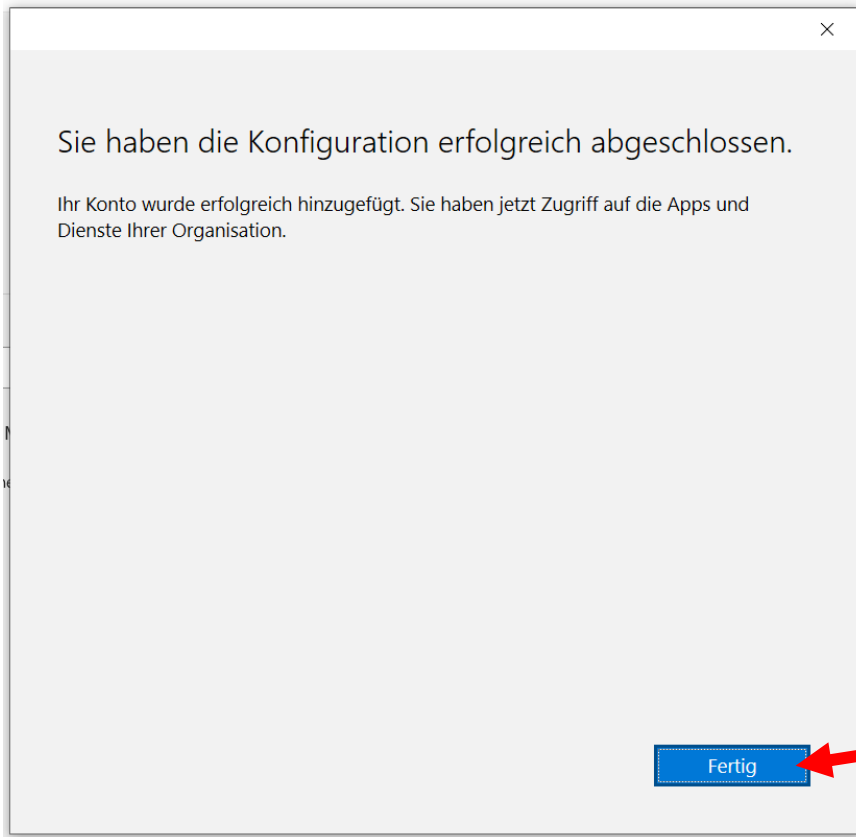 Sie haben die Konfiguration erfolgreich abgeschlossen.
Ihr Konto wurde erfolgreich hinzugefügt. Sie haben jetzt Zugriff auf die Apps und
Dienste Ihrer Organisation.
Fertig